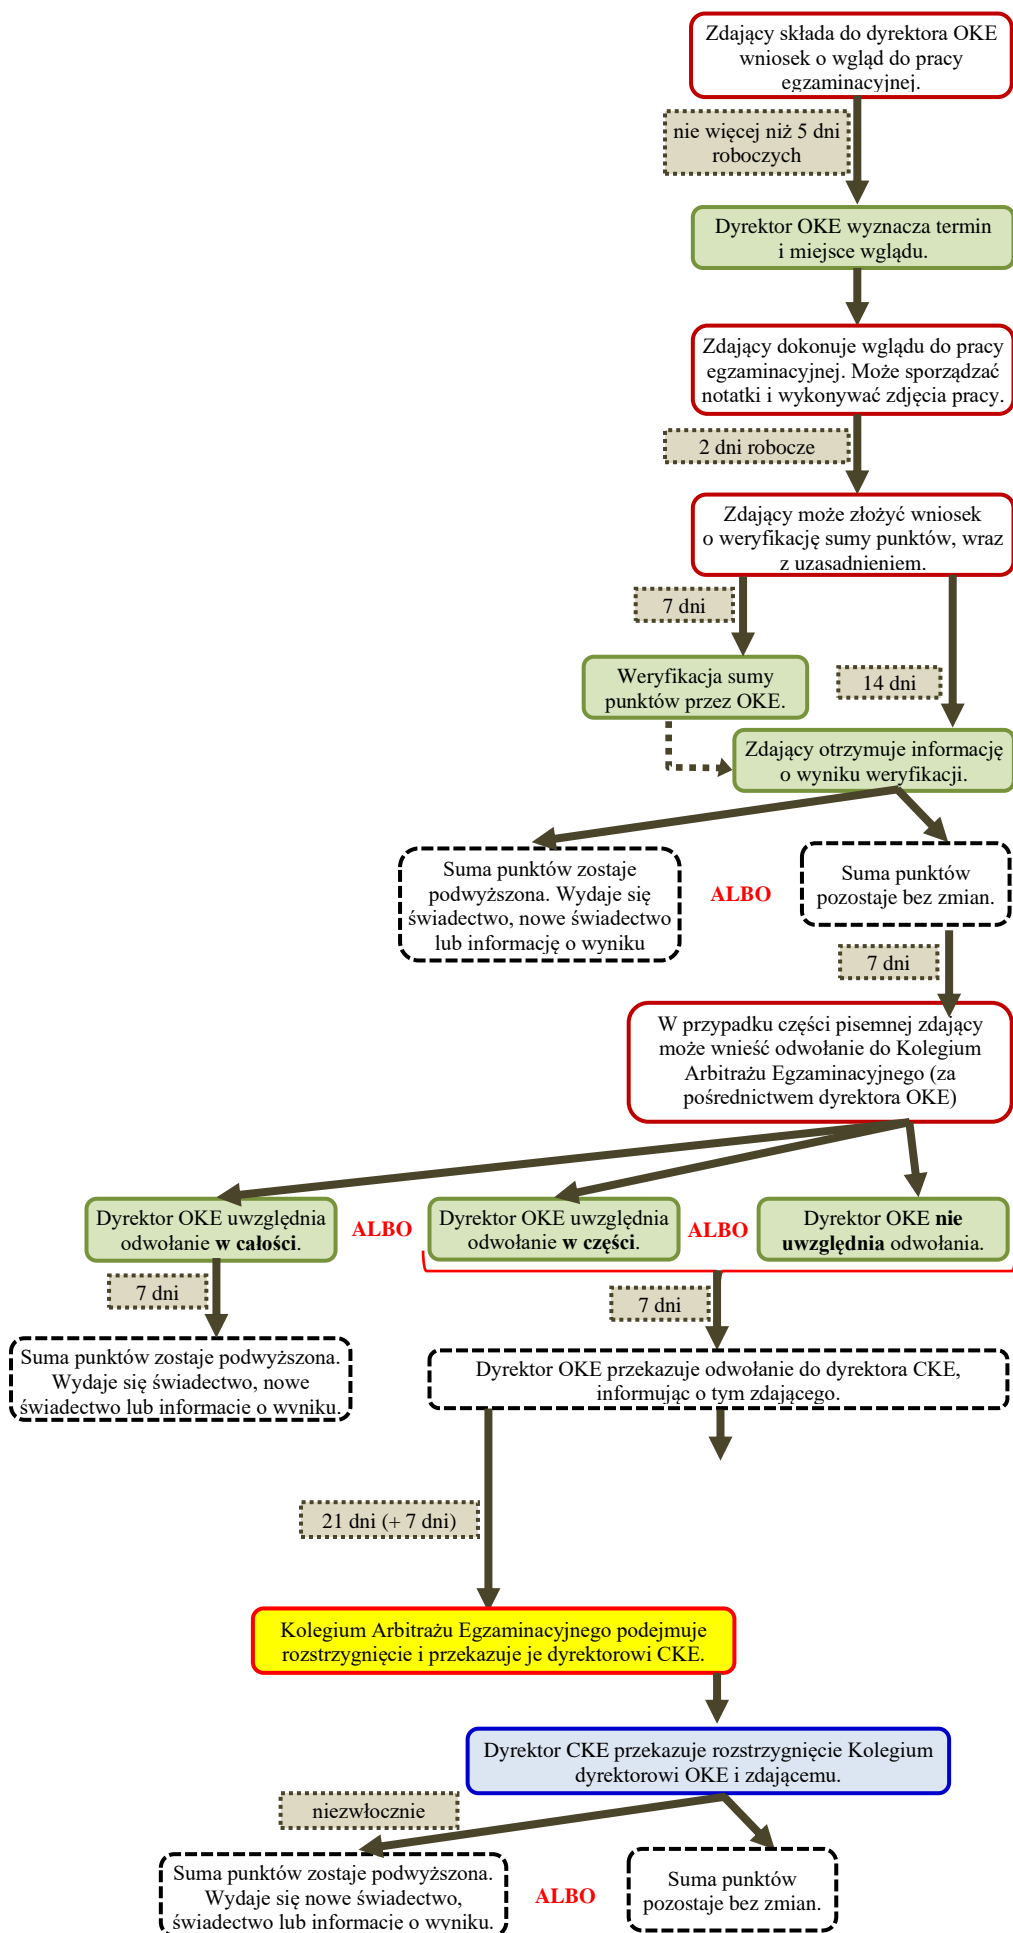 Zdający składa do dyrektora OKE
wniosek o wgląd do pracy
egzaminacyjnej.
nie więcej niż 5 dni
roboczych
Dyrektor OKE wyznacza termin
i miejsce wglądu.
Zdający dokonuje wglądu do pracy
egzaminacyjnej. Może sporządzać
notatki i wykonywać zdjęcia pracy.
2 dni robocze
Zdający może złożyć wniosek
o weryfikację sumy punktów, wraz
z uzasadnieniem.
7 dni
Weryfikacja sumy
punktów przez OKE.
14 dni
Zdający otrzymuje informację
o wyniku weryfikacji.
Suma punktów zostaje
podwyższona. Wydaje się
świadectwo, nowe świadectwo
lub informację o wyniku
ALBO
Suma punktów
pozostaje bez zmian.
7 dni
W przypadku części pisemnej zdający
może wnieść odwołanie do Kolegium
Arbitrażu Egzaminacyjnego (za
pośrednictwem dyrektora OKE)
Dyrektor OKE uwzględnia
odwołanie w całości.
ALBO
Dyrektor OKE uwzględnia
odwołanie w części.
ALBO
Dyrektor OKE nie
uwzględnia odwołania.
7 dni
7 dni
Suma punktów zostaje podwyższona.
Wydaje się świadectwo, nowe
świadectwo lub informację o wyniku.
Dyrektor OKE przekazuje odwołanie do dyrektora CKE,
informując o tym zdającego.
21 dni (+ 7 dni)
Kolegium Arbitrażu Egzaminacyjnego podejmuje
rozstrzygnięcie i przekazuje je dyrektorowi CKE.
Dyrektor CKE przekazuje rozstrzygnięcie Kolegium
dyrektorowi OKE i zdającemu.
niezwłocznie
Suma punktów zostaje podwyższona.
Wydaje się nowe świadectwo,
świadectwo lub informację o wyniku.
ALBO
Suma punktów
pozostaje bez zmian.